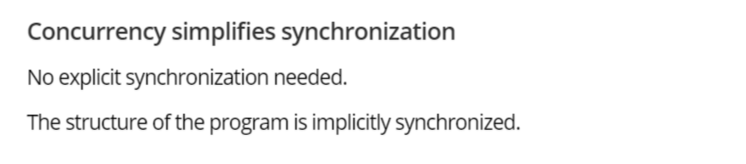 Concurrency simplifies synchronization
No explicit synchronization needed.
The structure of the program is implicitly synchronized.